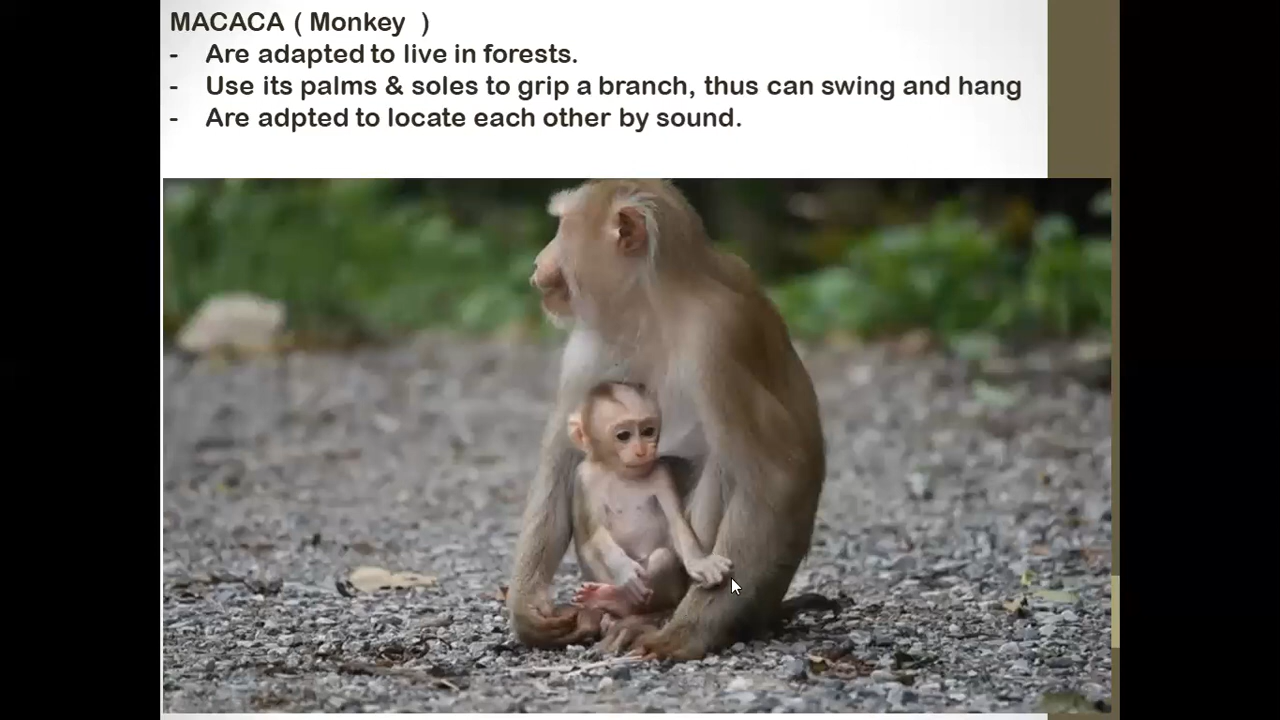 MACACA ( Monkey  )
- Are adapted to live in forests.
- Use its palms & soles to grip a branch, thus can swing and hang
- Are adpted to locate each other by sound.